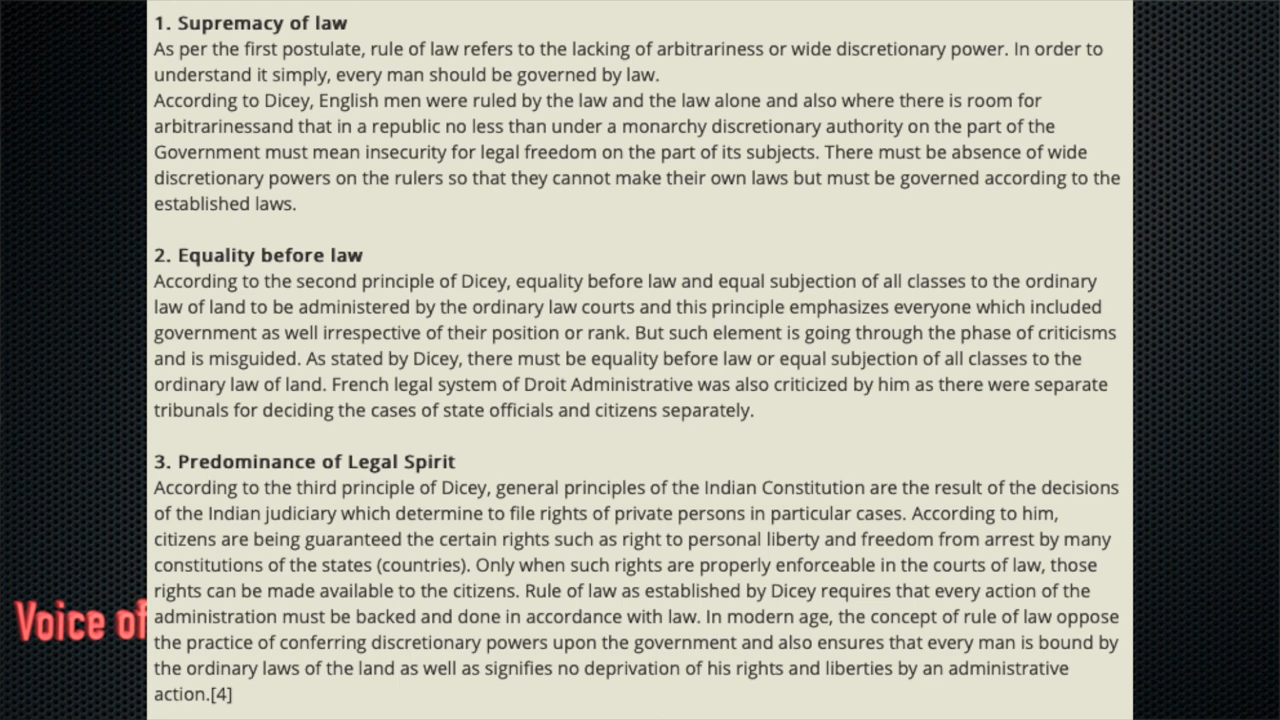 1. Supremacy of law
As per the first postulate, rule of law refers to the lacking of arbitrariness or wide discretionary power. In order to
understand it simply, every man should be governed by law.
According to Dicey, English men were ruled by the law and the law alone and also where there is room for
arbitrarinessand that in a republic no less than under a monarchy discretionary authority on the part of the
Government must mean insecurity for legal freedom on the part of its subjects. There must be absence of wide
discretionary powers on the rulers so that they cannot make their own laws but must be governed according to the
established laws.
2. Equality before law
According to the second principle of Dicey, equality before law and equal subjection of all classes to the ordinary
law of land to be administered by the ordinary law courts and this principle emphasizes everyone which included
government as well irrespective of their position or rank. But such element is going through the phase of criticisms
and is misguided. As stated by Dicey, there must be equality before law or equal subjection of all classes to the
ordinary law of land. French legal system of Droit Administrative was also criticized by him as there were separate
tribunals for deciding the cases of state officials and citizens separately.
3. Predominance of Legal Spirit
According to the third principle of Dicey, general principles of the Indian Constitution are the result of the decisions
of the Indian judiciary which determine to file rights of private persons in particular cases. According to him,
citizens are being guaranteed the certain rights such as right to personal liberty and freedom from arrest by many
constitutions of the states (countries). Only when such rights are properly enforceable in the courts of law, those
rights can be made available to the citizens. Rule of law as established by Dicey requires that every action of the
administration must be backed and done in accordance with law. In modern age, the concept of rule of law oppose
the practice of conferring discretionary powers upon the government and also ensures that every man is bound by
the ordinary laws of the land as well as signifies no deprivation of his rights and liberties by an administrative
action.[4]
Voice of